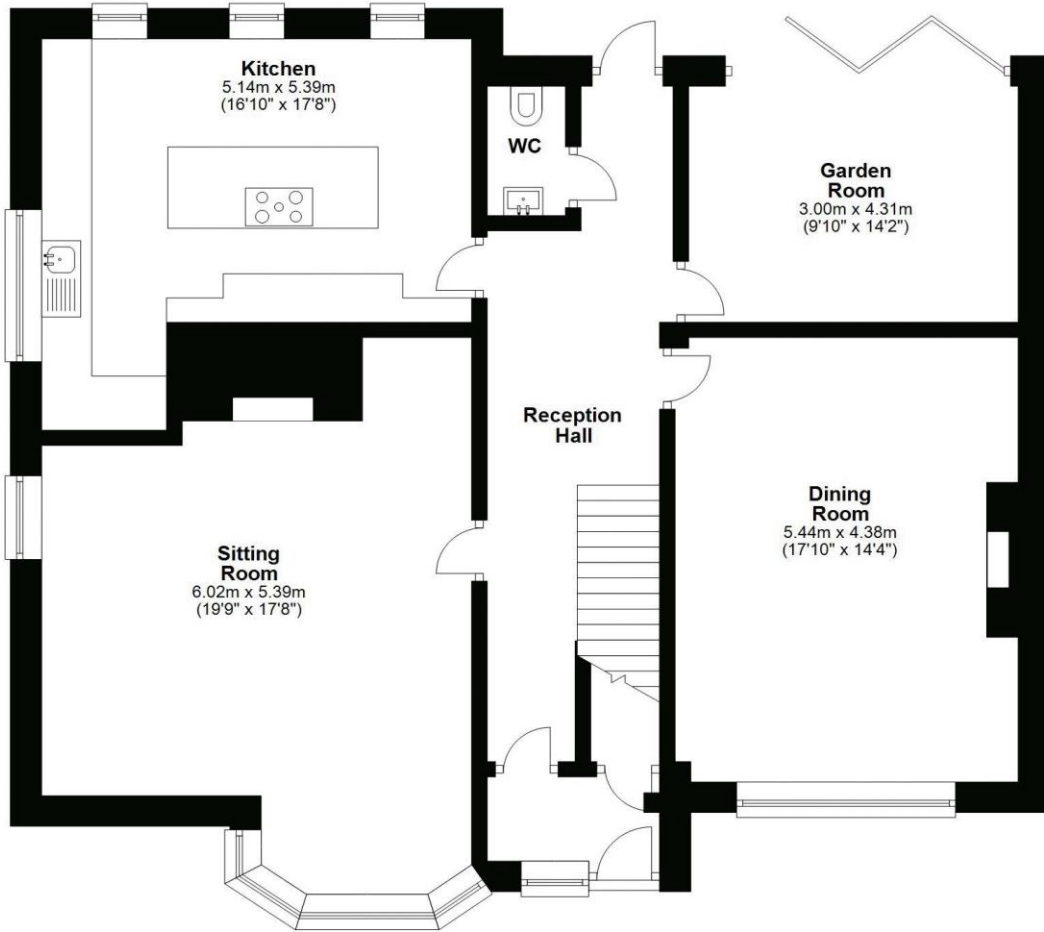 Kitchen
5.14m x 5.39m
(16'10" x 17'8")
WC
Garden
Room
3.00m x 4.31m
(9'10" x 14'2")
Reception
Hall
Dining
Room
5.44m x 4.38m
(17'10" x 14'4")
Sitting
Room
6.02m x 5.39m
(19'9" x 17'8")